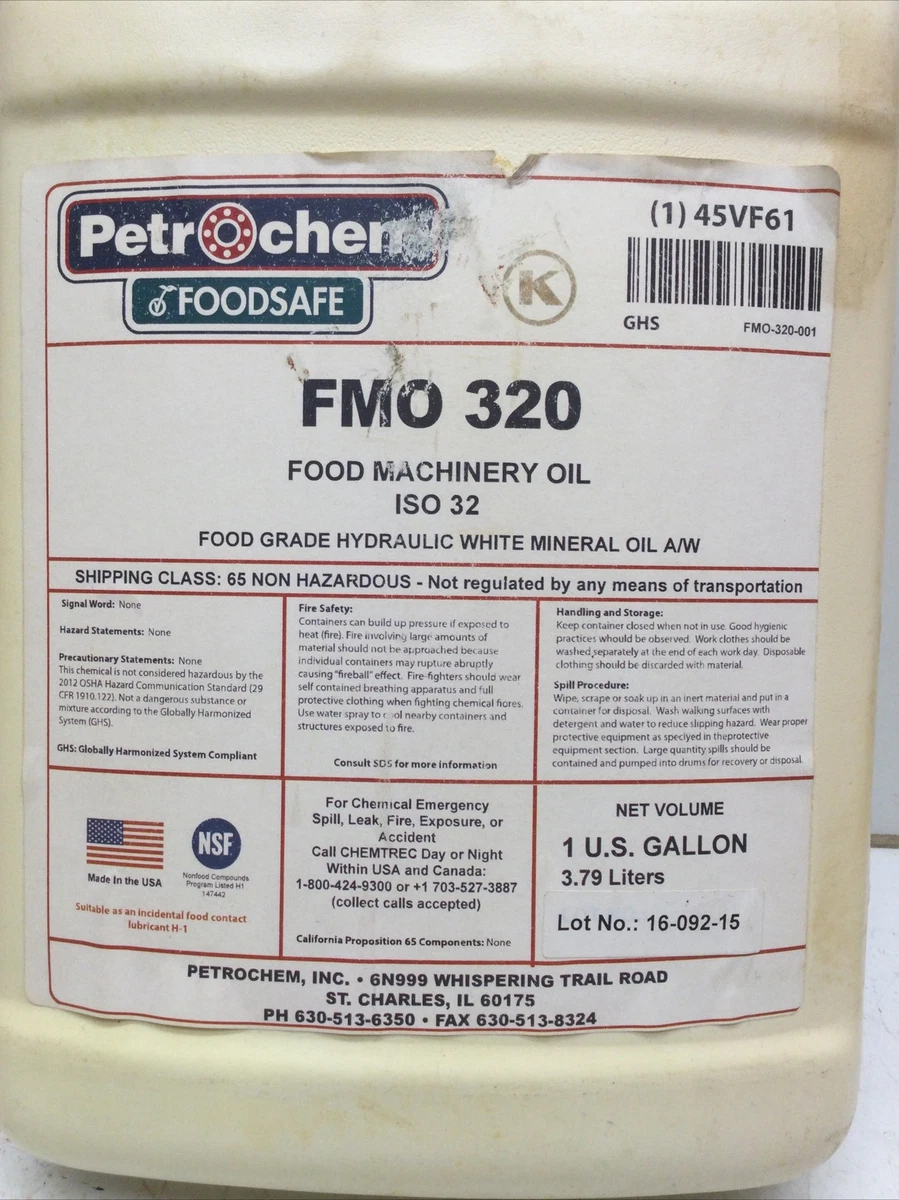 Petrochem
FOODSAFE
K
(1) 45VF61
GHS
FMO-320-001
FMO 320
FOOD MACHINERY OIL
ISO 32
FOOD GRADE HYDRAULIC WHITE MINERAL OIL A/W
SHIPPING CLASS: 65 NON HAZARDOUS - Not regulated by any means of transportation
Signal Word: None
Hazard Statements: None
Precautionary Statements: None
This chemical is not considered hazardous by the
2012 OSHA Hazard Communication Standard (29
CFR 1910.122). Not a dangerous substance or
mixture according to the Globally Harmonized
System (GHS).
GHS: Globally Harmonized System Compliant
Fire Safety:
Containers can build up pressure if exposed to
heat (fire). Fire involving large amounts of
material should not be approached because
individual containers may rupture abruptly
causing "fireball" effect. Fire-fighters should wear
self contained breathing apparatus and full
protective clothing when fighting chemical fiores.
Use water spray to cool nearby containers and
structures exposed to fire.
Consult SDS for more information
Handling and Storage:
Keep container closed when not in use. Good hygienic
practices whould be observed. Work clothes should be
washed separately at the end of each work day. Disposable
clothing should be discarded with material.
Spill Procedure:
Wipe, scrape or soak up in an inert material and put in a
container for disposal. Wash walking surfaces with
detergent and water to reduce slipping hazard. Wear proper
protective equipment as speciyed in theprotective
equipment section. Large quantity spills should be
contained and pumped into drums for recovery or disposal.
Made In the USA
NSF
Nonfood Compounds
Program Listed H1
147442
Suitable as an incidental food contact
lubricant H-1
For Chemical Emergency
Spill, Leak, Fire, Exposure, or
Accident
Call CHEMTREC Day or Night
Within USA and Canada:
1-800-424-9300 or +1 703-527-3887
(collect calls accepted)
California Proposition 65 Components: None
NET VOLUME
1 U.S. GALLON
3.79 Liters
Lot No.: 16-092-15
PETROCHEM, INC. • 6N999 WHISPERING TRAIL ROAD
ST. CHARLES, IL 60175
PH 630-513-6350 • FAX 630-513-8324